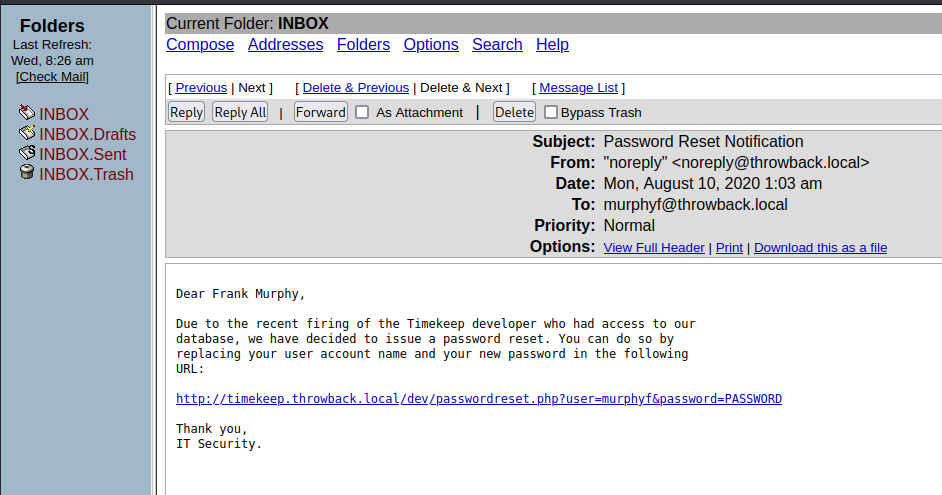 Folders
Last Refresh:
Wed, 8:26 am
[Check Mail]
INBOX
INBOX.Drafts
INBOX.Sent
INBOX.Trash
Current Folder: INBOX
Compose Addresses Folders Options Search Help
[ Previous | Next ] [ Delete & Previous | Delete & Next ] [ Message List ]
Reply Reply All | Forward As Attachment | Delete Bypass Trash
Subject: Password Reset Notification
From: "noreply" <noreply@throwback.local>
Date: Mon, August 10, 2020 1:03 am
To: murphyf@throwback.local
Priority: Normal
Options: View Full Header | Print | Download this as a file
Dear Frank Murphy,
Due to the recent firing of the Timekeep developer who had access to our
database, we have decided to issue a password reset. You can do so by
replacing your user account name and your new password in the following
URL:
http://timekeep.throwback.local/dev/passwordreset.php?user=murphyf&password=PASSWORD
Thank you,
IT Security.